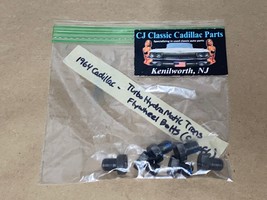 CJ Classic Cadillac Parts
Kenilworth, NJ
1964 Cadillac -
Turbo Hydra Matic Trans
Flywheel Bolts